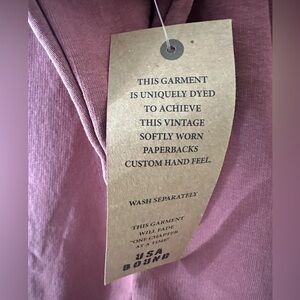 THIS GARMENT
IS UNIQUELY DYED
TO ACHIEVE
THIS VINTAGE
SOFTLY WORN
PAPERBACKS
CUSTOM HAND FEEL.
WASH SEPARATELY
THIS GARMENT
WILL FADE
"ONE CHAPTER
AT A TIME"
USA
BOUND